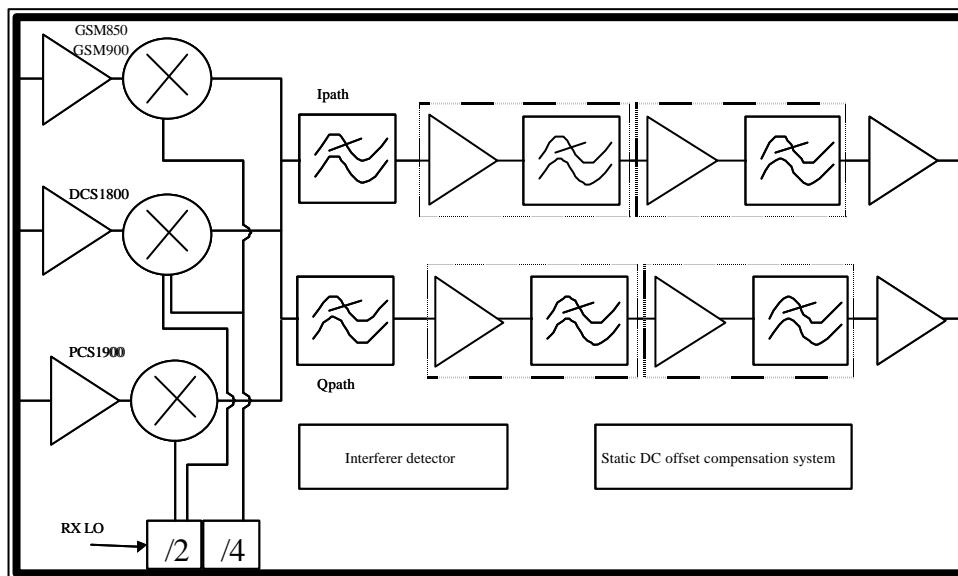 GSM850
GSM900
Ipath
DCS1800
PCS1900
Qpath
Interferer detector
Static DC offset compensation system
RX LO
/2
/4